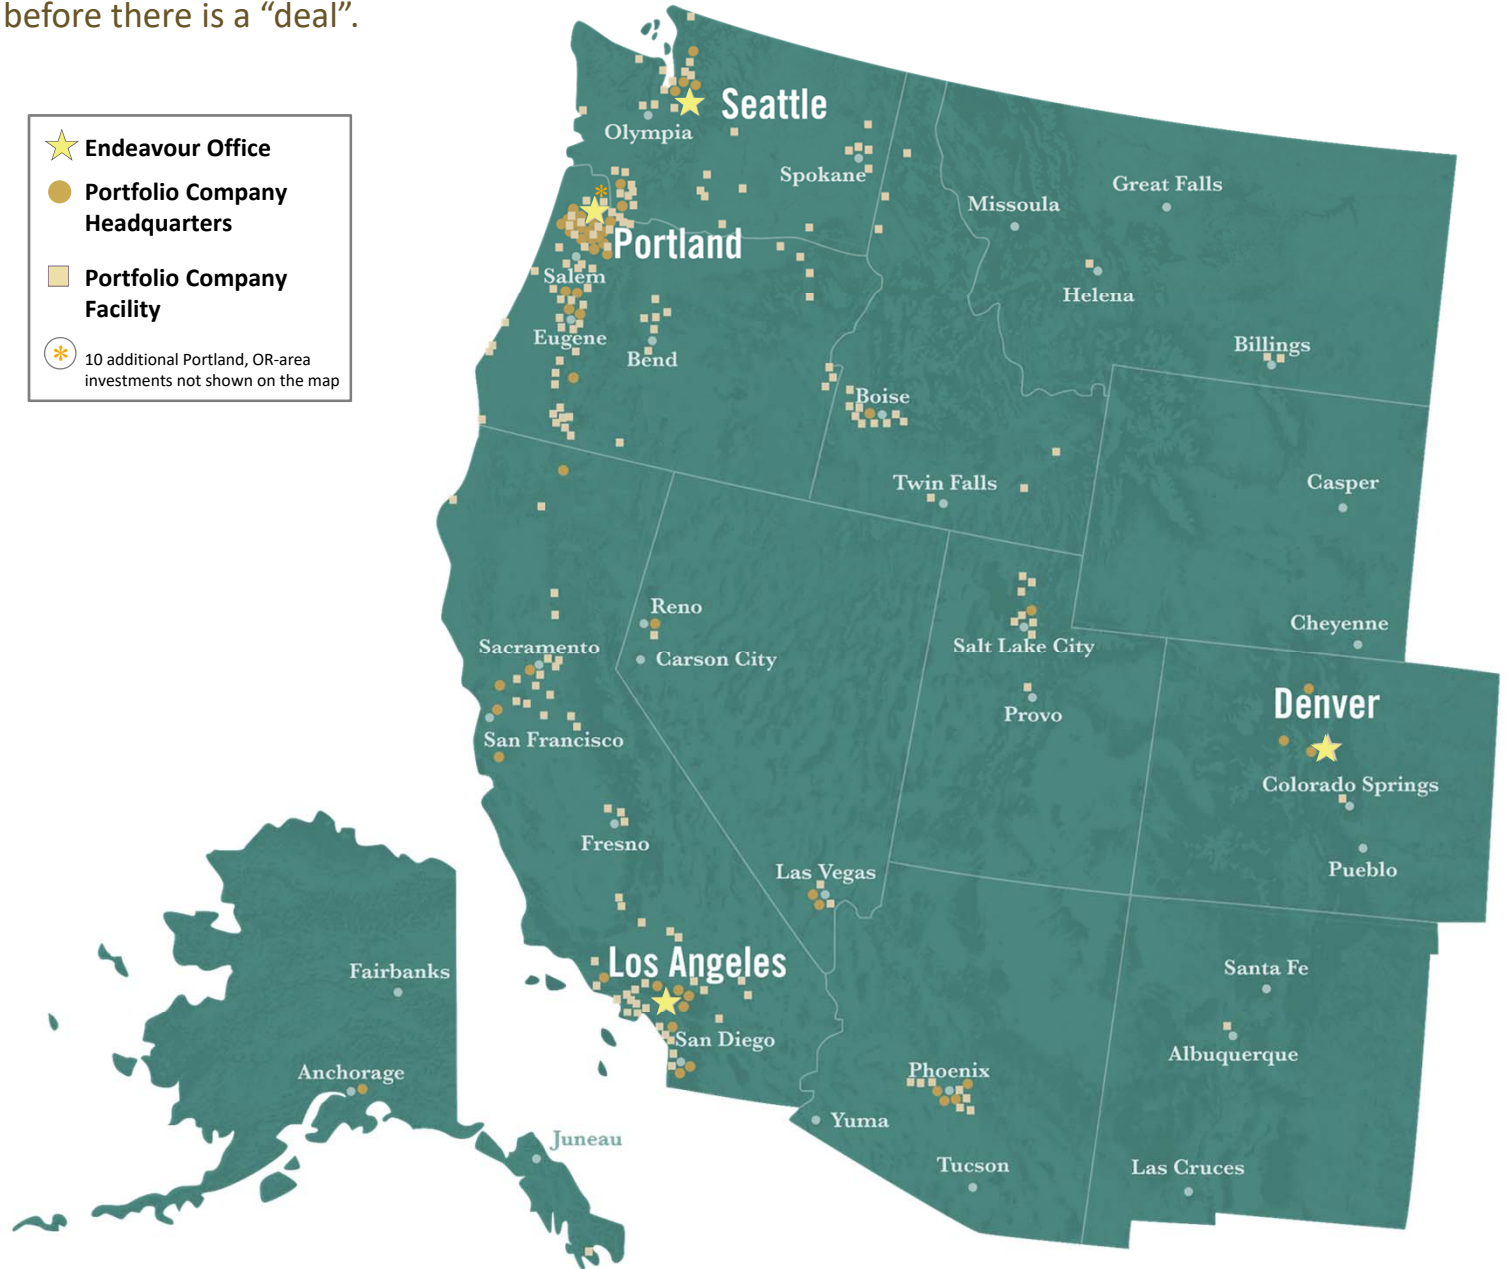 before there is a “deal”.
Endeavour Office
Portfolio Company
Headquarters
Portfolio Company
Facility
* 10 additional Portland, OR-area
investments not shown on the map
*
Seattle
Olympia
Spokane
Great Falls
Missoula
Portland
Salem
Helena
Eugene
Bend
Billings
Boise
Twin Falls
Casper
Reno
Cheyenne
Sacramento
Carson City
Salt Lake City
Denver
Provo
San Francisco
Colorado Springs
Fresno
Las Vegas
Pueblo
Los Angeles
Fairbanks
Santa Fe
San Diego
Albuquerque
Anchorage
Phoenix
Yuma
Juneau
Tucson
Las Cruces